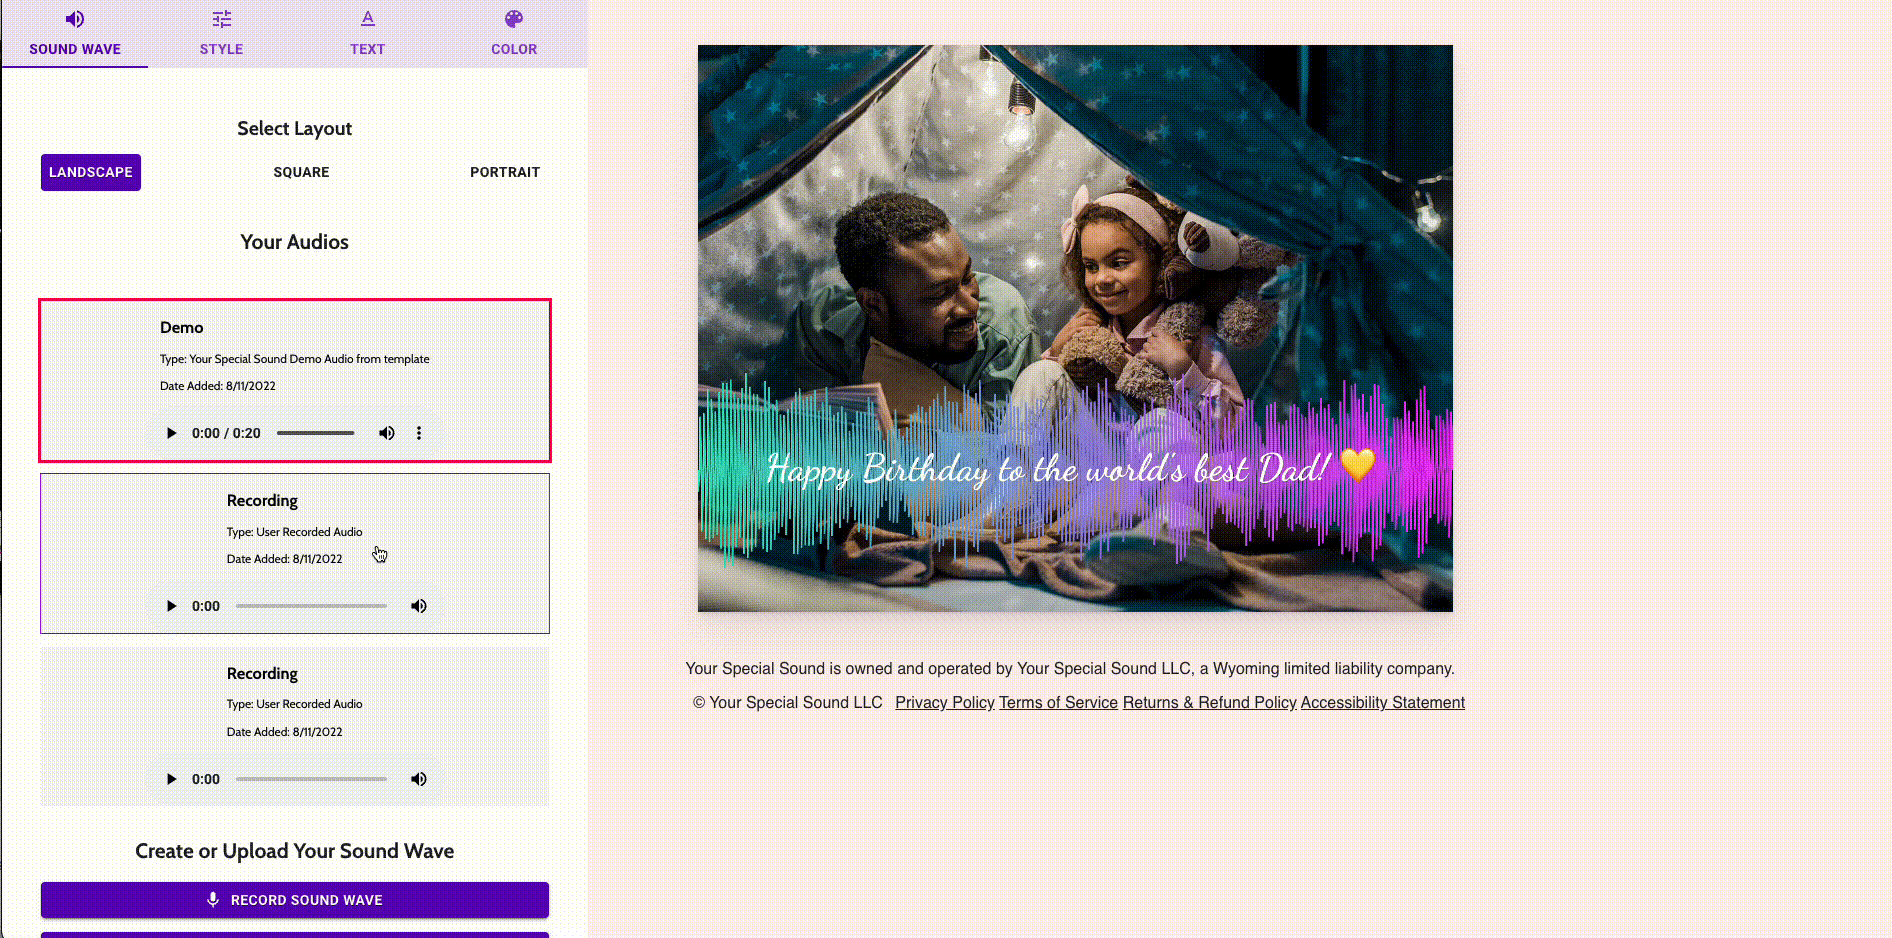 SOUND WAVE
STYLE
TEXT
COLOR
Select Layout
LANDSCAPE
SQUARE
PORTRAIT
Your Audios
Demo
Type: Your Special Sound Demo Audio from template
Date Added: 8/11/2022
0:00 / 0:20
Recording
Type: User Recorded Audio
Date Added: 8/11/2022
0:00
Recording
Type: User Recorded Audio
Date Added: 8/11/2022
0:00
Create or Upload Your Sound Wave
RECORD SOUND WAVE
Happy Birthday to the world's best Dad! 💛
Your Special Sound is owned and operated by Your Special Sound LLC, a Wyoming limited liability company.
© Your Special Sound LLC Privacy Policy Terms of Service Returns & Refund Policy Accessibility Statement